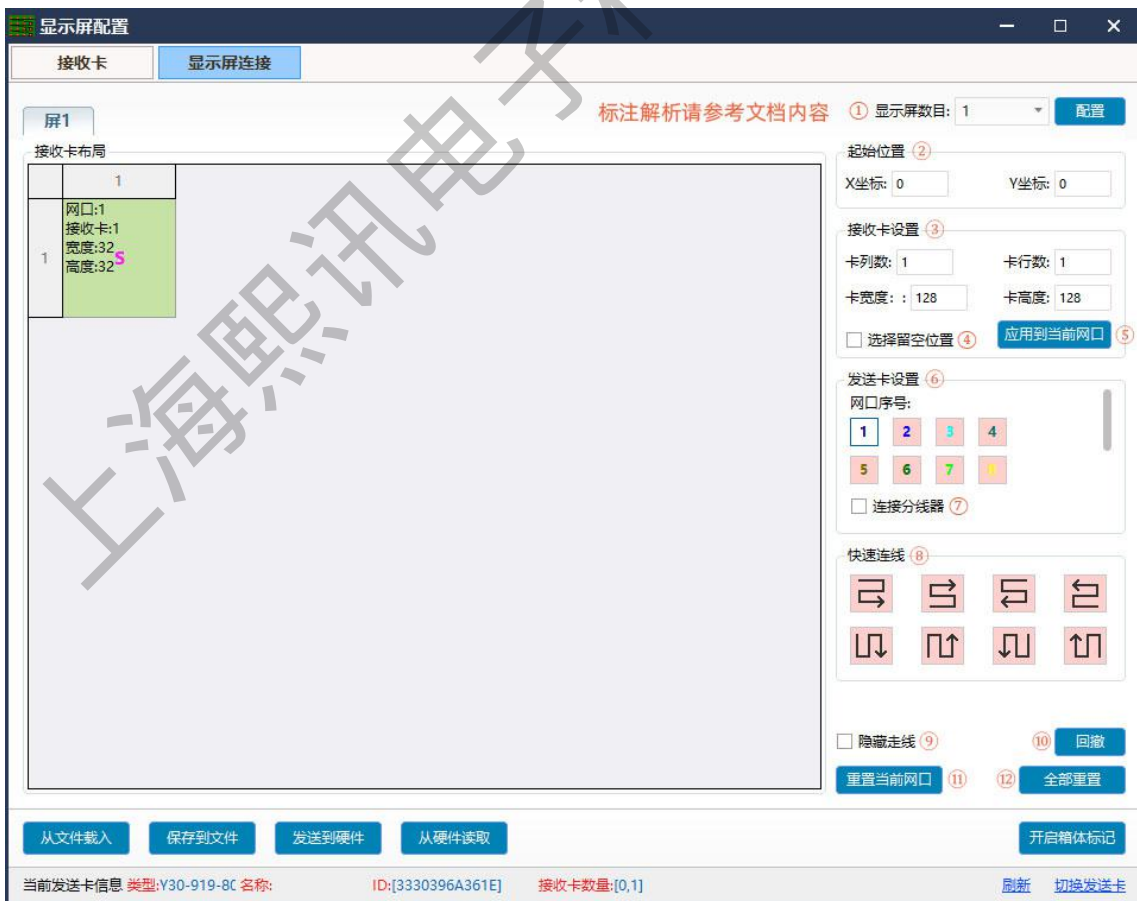 显示屏配置
接收卡 显示屏连接
屏1 标注解析请参考文档内容 ① 显示屏数目: 1 配置
接收卡布局 起始位置 ②
1 X坐标: 0 Y坐标: 0
网口:1
接收卡:1
宽度:32
高度:32
S
1
接收卡设置 ③
卡列数: 1 卡行数: 1
卡宽度: : 128 卡高度: 128
选择留空位置 ④ 应用到当前网口 ⑤
发送卡设置 ⑥
网口序号:
1 2 3 4
5 6 7 8
连接分线器 ⑦
快速连线 ⑧
隐藏走线 ⑨ ⑩ 回撤
重置当前网口 ⑪ ⑫ 全部重置
从文件载入 保存到文件 发送到硬件 从硬件读取 开启箱体标记
当前发送卡信息 类型:Y30-919-8C 名称: ID:[3330396A361E] 接收卡数量:[0,1] 刷新 切换发送卡
上海熙讯电子科